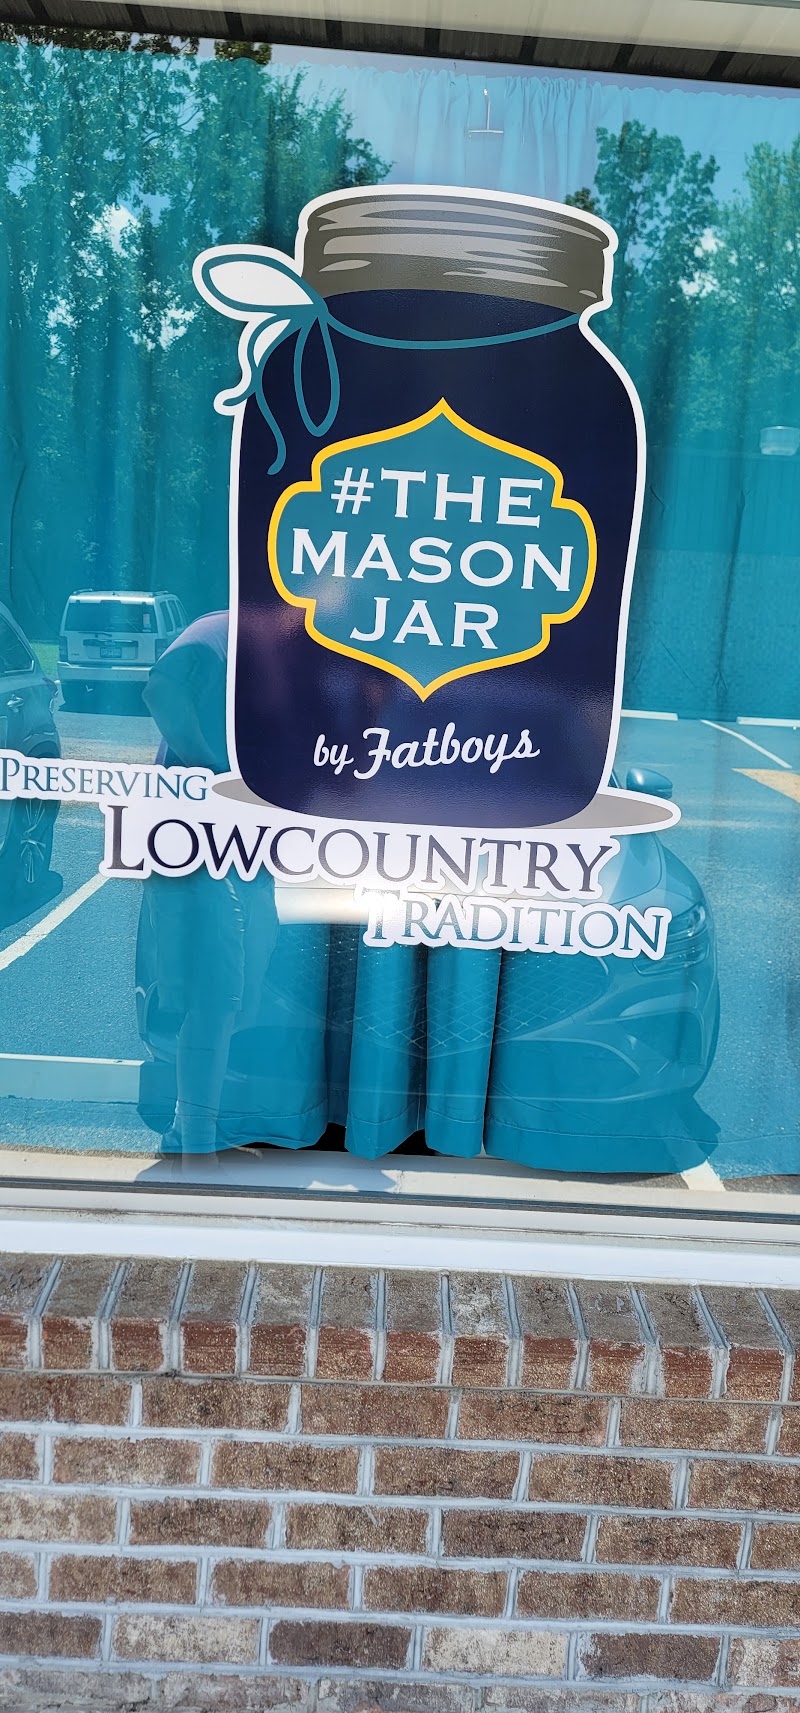 #THE
MASON
JAR
by Fatboys
PRESERVING
LOWCOUNTRY
TRADITION